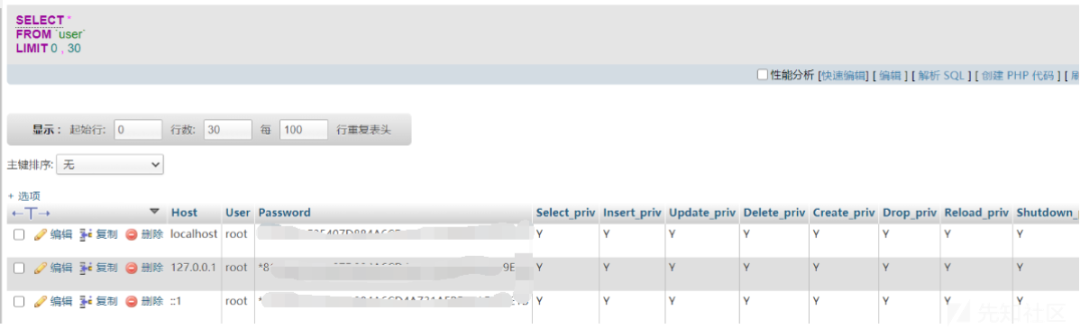 SELECT *
FROM `user`
LIMIT 0 , 30
性能分析 [快速编辑] [ 编辑 ] [ 解析 SQL ] [ 创建 PHP 代码 ] [
显示 : 起始行: 0 行数: 30 每 100 行重复表头
主键排序: 无
+ 选项
←T→ Host User Password Select_priv Insert_priv Update_priv Delete_priv Create_priv Drop_priv Reload_priv Shutdown_
编辑 复制 删除 localhost root Y Y Y Y Y Y Y Y
编辑 复制 删除 127.0.0.1 root *8 9E Y Y Y Y Y Y Y Y
编辑 复制 删除 ::1 root * Y Y Y Y Y Y Y Y
先知社区